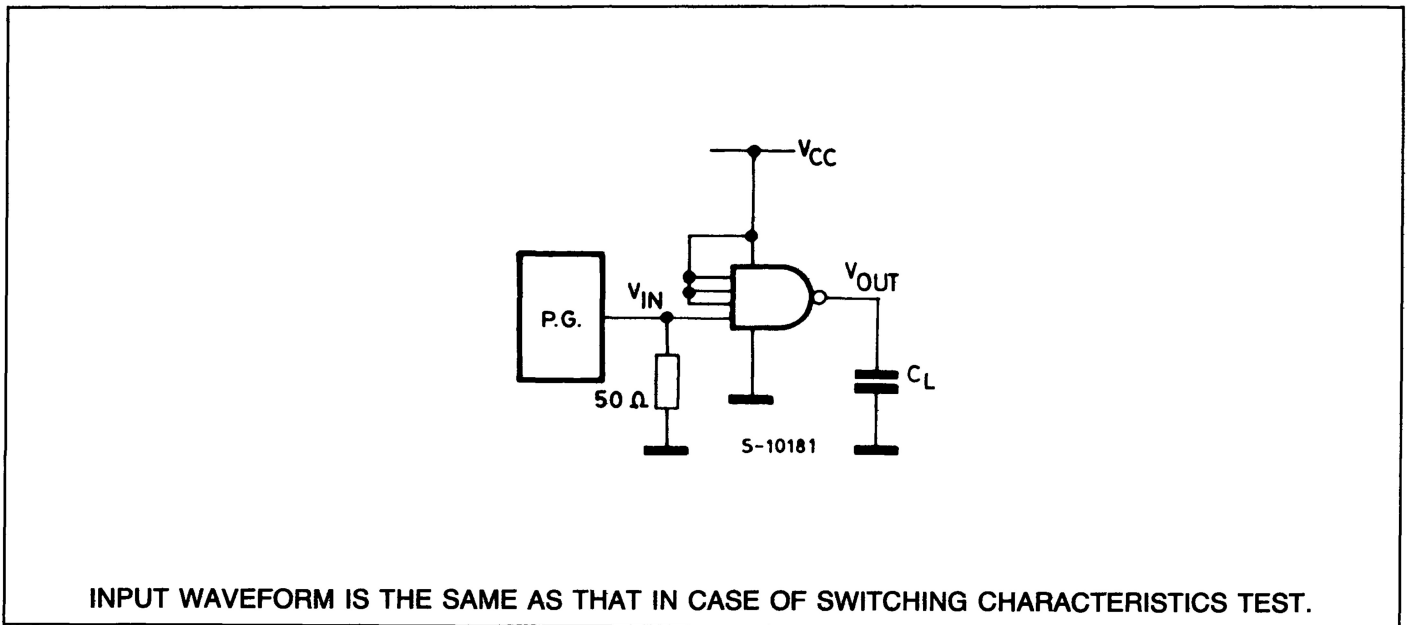 VCC
VOUT
VIN
P.G.
CL
50 Ω
S-10181
INPUT WAVEFORM IS THE SAME AS THAT IN CASE OF SWITCHING CHARACTERISTICS TEST.